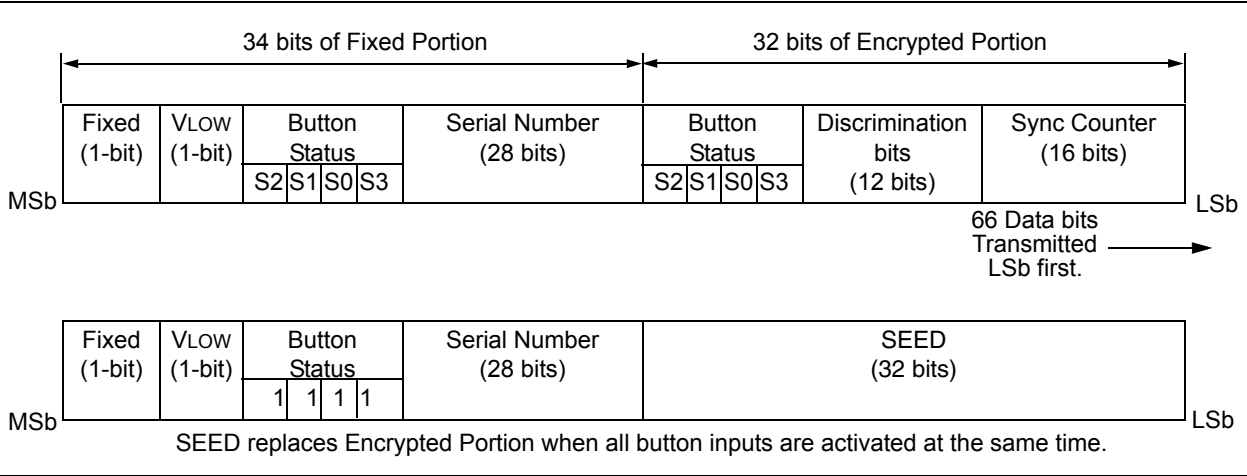 34 bits of Fixed Portion
32 bits of Encrypted Portion
Fixed
(1-bit)
VLOW
(1-bit)
Button
Status
S2 S1 S0 S3
Serial Number
(28 bits)
Button
Status
S2 S1 S0 S3
Discrimination
bits
(12 bits)
Sync Counter
(16 bits)
MSb
LSb
66 Data bits
Transmitted
LSb first.
Fixed
(1-bit)
VLOW
(1-bit)
Button
Status
1 1 1 1
Serial Number
(28 bits)
SEED
(32 bits)
MSb
LSb
SEED replaces Encrypted Portion when all button inputs are activated at the same time.